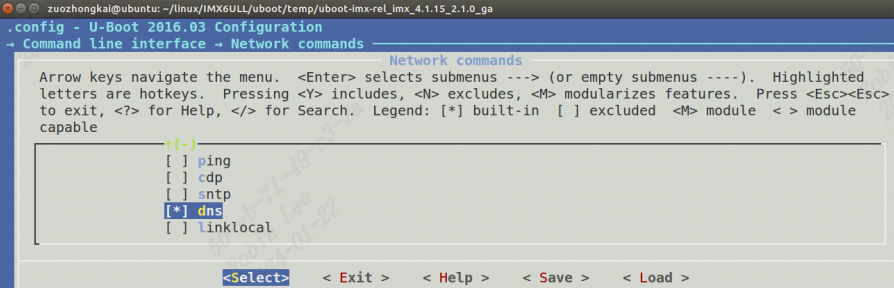 zuozhongkai@ubuntu: ~/linux/IMX6ULL/uboot/temp/uboot-imx-rel_imx_4.1.15_2.1.0_ga
.config - U-Boot 2016.03 Configuration
→ Command line interface → Network commands
Network commands
Arrow keys navigate the menu.  <Enter> selects submenus ---> (or empty submenus ----).  Highlighted
letters are hotkeys.  Pressing <Y> includes, <N> excludes, <M> modularizes features.  Press <Esc><Esc>
to exit, <?> for Help, </> for Search.  Legend: [*] built-in  [ ] excluded  <M> module  < > module
capable
↑(-)
[ ] ping
[ ] cdp
[ ] sntp
[*] dns
[ ] linklocal
<Select>    < Exit >    < Help >    < Save >    < Load >